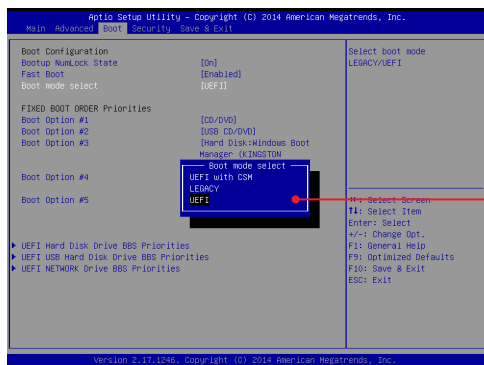 Aptio Setup Utility - Copyright (C) 2014 American Megatrends, Inc.
Main Advanced Boot Security Save & Exit
Boot Configuration
Bootup NumLock State [On]
Fast Boot [Enabled]
Boot mode select [UEFI]
FIXED BOOT ORDER Priorities
Boot Option #1 [CD/DVD]
Boot Option #2 [USB CD/DVD]
Boot Option #3 [Hard Disk:Windows Boot
Manager (KINGSTON
Boot Option #4
Boot Option #5
Boot mode select
UEFI with CSM
LEGACY
UEFI
UEFI Hard Disk Drive BBS Priorities
UEFI USB Hard Disk Drive BBS Priorities
UEFI NETWORK Drive BBS Priorities
Select boot mode
LEGACY/UEFI
: Select Screen
↑↓: Select Item
Enter: Select
+/-: Change Opt.
F1: General Help
F9: Optimized Defaults
F10: Save & Exit
ESC: Exit
Version 2.17.1246. Copyright (C) 2014 American Megatrends, Inc.